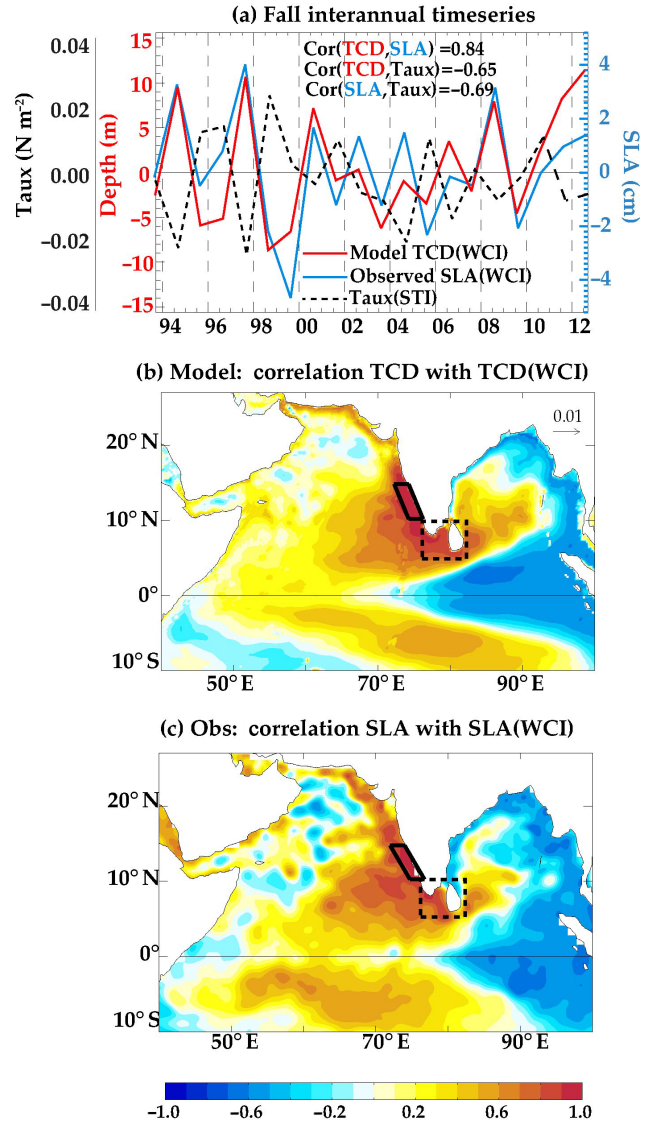 (a) Fall interannual timeseries
Cor(TCD,SLA) =0.84
Cor(TCD,Taux)=−0.65
Cor(SLA,Taux)=−0.69
Taux (N m⁻²)
0.04
0.02
0.00
−0.02
−0.04
Depth (m)
15
10
5
0
−5
−10
−15
SLA (cm)
4
2
0
−2
−4
Model TCD(WCI)
Observed SLA(WCI)
Taux(STI)
94 96 98 00 02 04 06 08 10 12
(b) Model: correlation TCD with TCD(WCI)
0.01
20° N
10° N
0°
10° S
50° E 70° E 90° E
(c) Obs: correlation SLA with SLA(WCI)
20° N
10° N
0°
10° S
50° E 70° E 90° E
−1.0 −0.6 −0.2 0.2 0.6 1.0